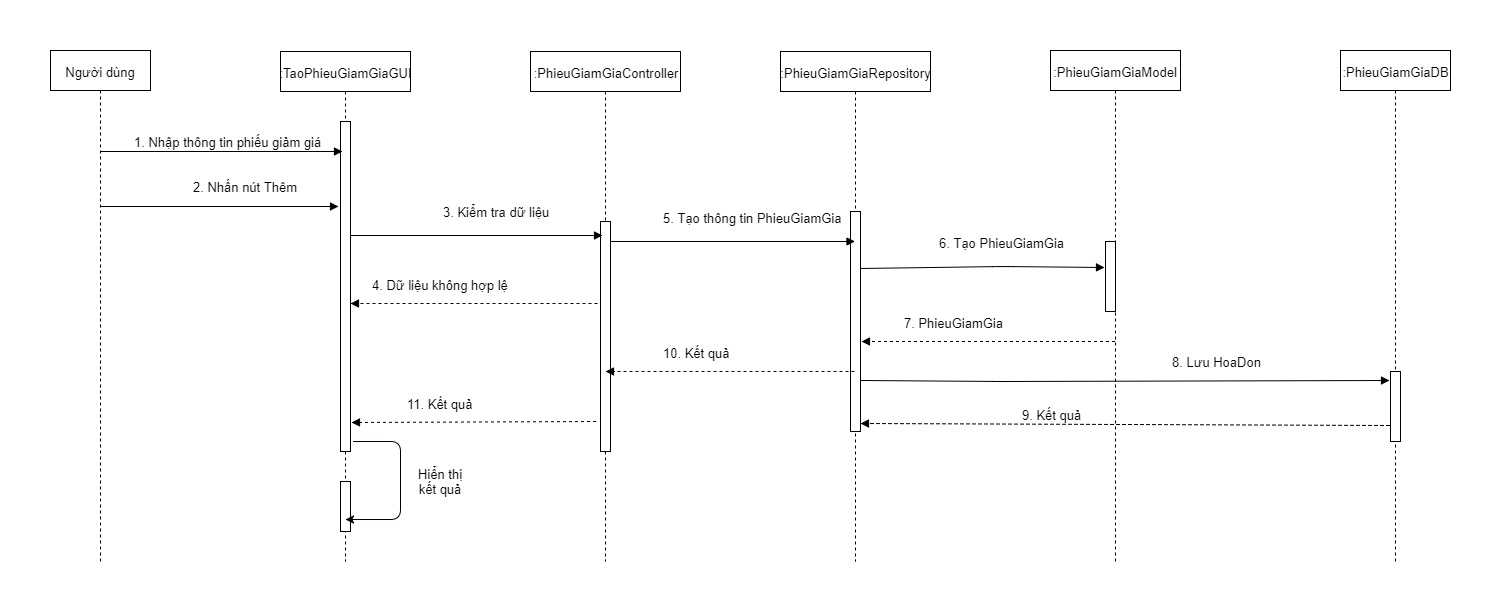 Người dùng
:TaoPhieuGiamGiaGUI
:PhieuGiamGiaController
:PhieuGiamGiaRepository
:PhieuGiamGiaModel
:PhieuGiamGiaDB
1. Nhập thông tin phiếu giảm giá
2. Nhấn nút Thêm
3. Kiểm tra dữ liệu
5. Tạo thông tin PhieuGiamGia
6. Tạo PhieuGiamGia
4. Dữ liệu không hợp lệ
7. PhieuGiamGia
10. Kết quả
8. Lưu HoaDon
11. Kết quả
9. Kết quả
Hiển thị
kết quả